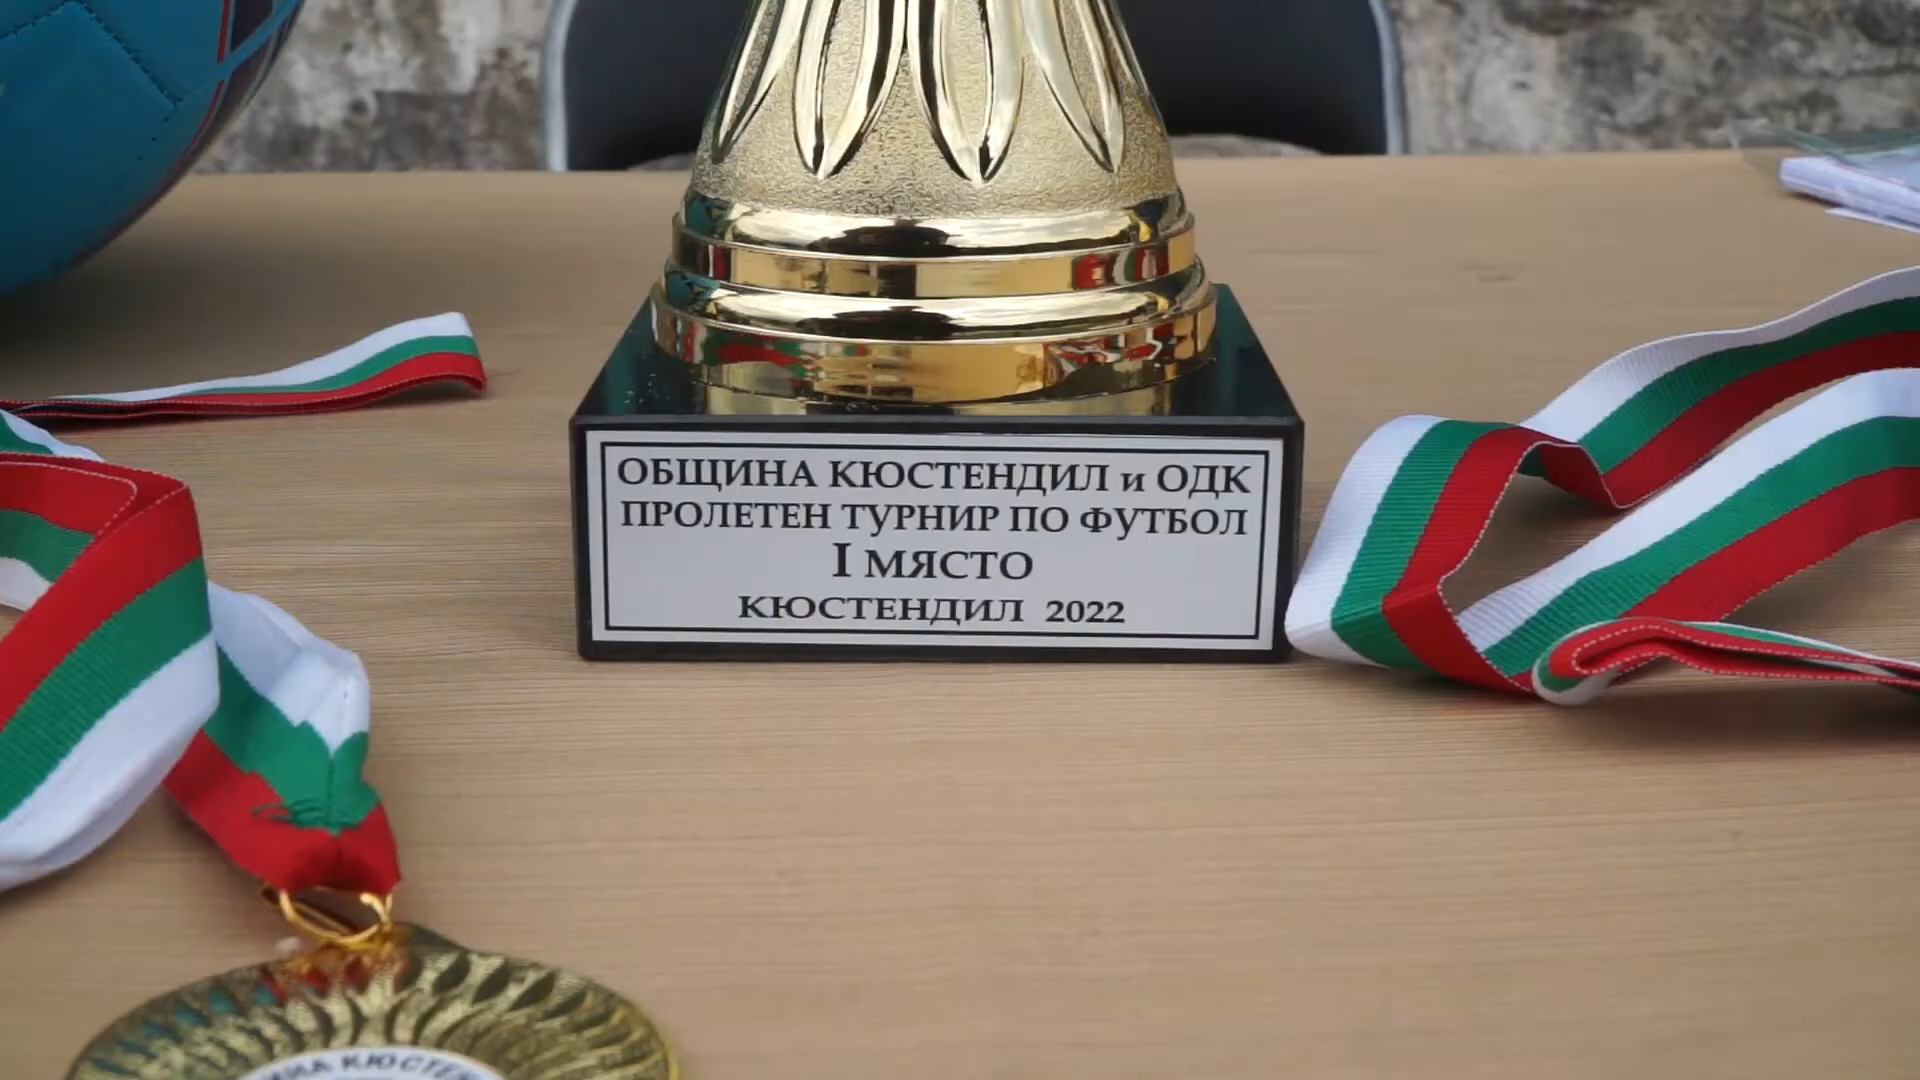 ОБЩИНА КЮСТЕНДИЛ и ОДК
ПРОЛЕТЕН ТУРНИР ПО ФУТБОЛ
I МЯСТО
КЮСТЕНДИЛ 2022